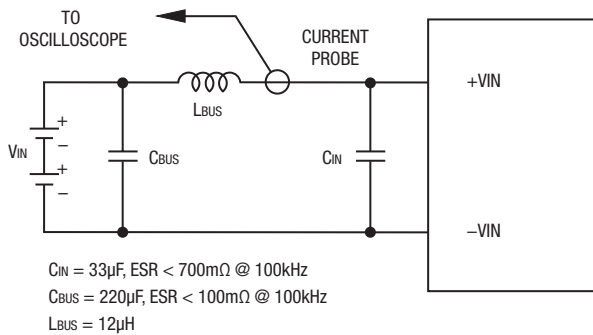 TO
OSCILLOSCOPE
CURRENT
PROBE
+VIN
LBUS
+
−
+
−
VIN
CBUS
CIN
−VIN
CIN = 33µF, ESR < 700mΩ @ 100kHz
CBUS = 220µF, ESR < 100mΩ @ 100kHz
LBUS = 12µH